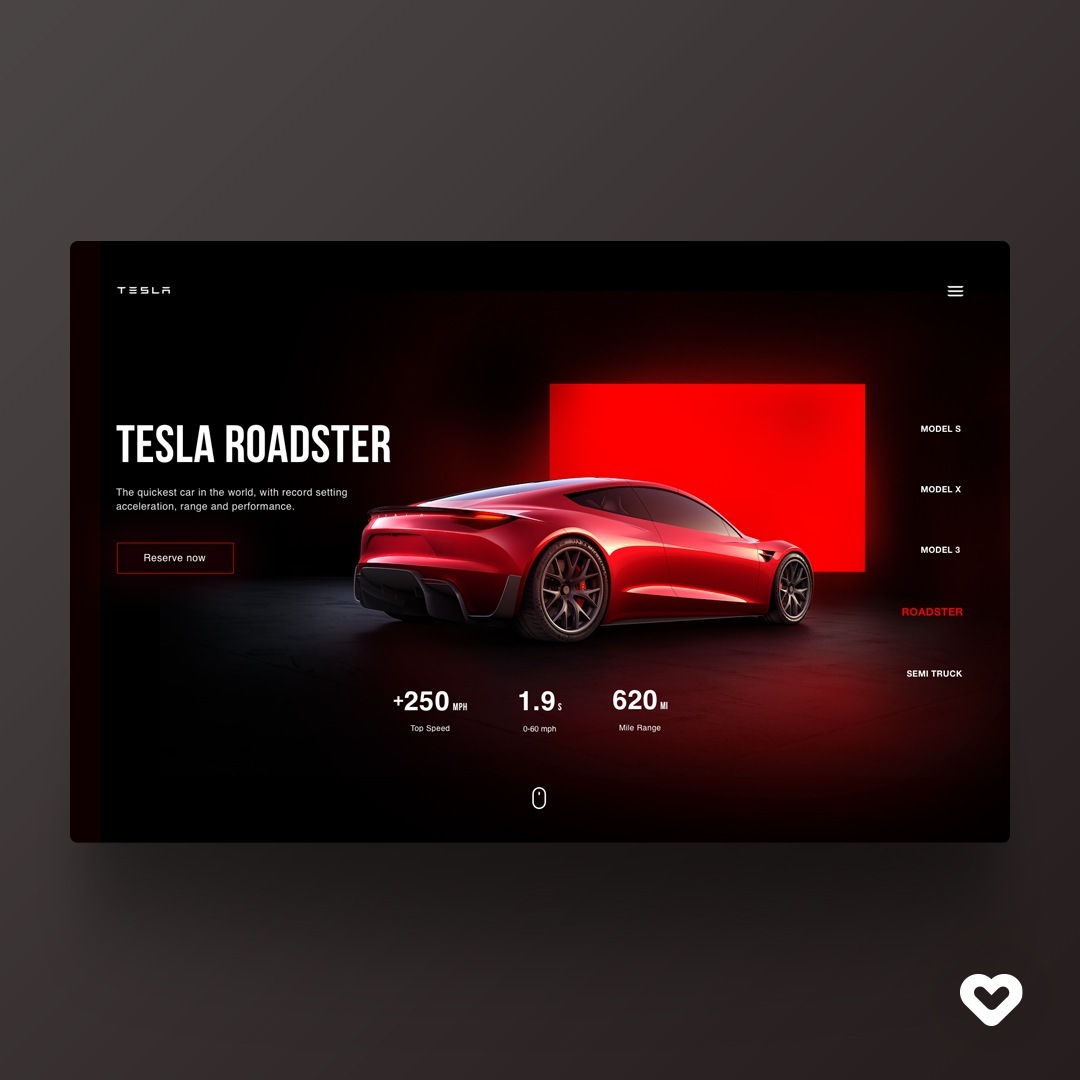 TESLA
TESLA ROADSTER
The quickest car in the world, with record setting
acceleration, range and performance.
Reserve now
MODEL S
MODEL X
MODEL 3
ROADSTER
SEMI TRUCK
+250 MPH
Top Speed
1.9 S
0-60 mph
620 MI
Mile Range